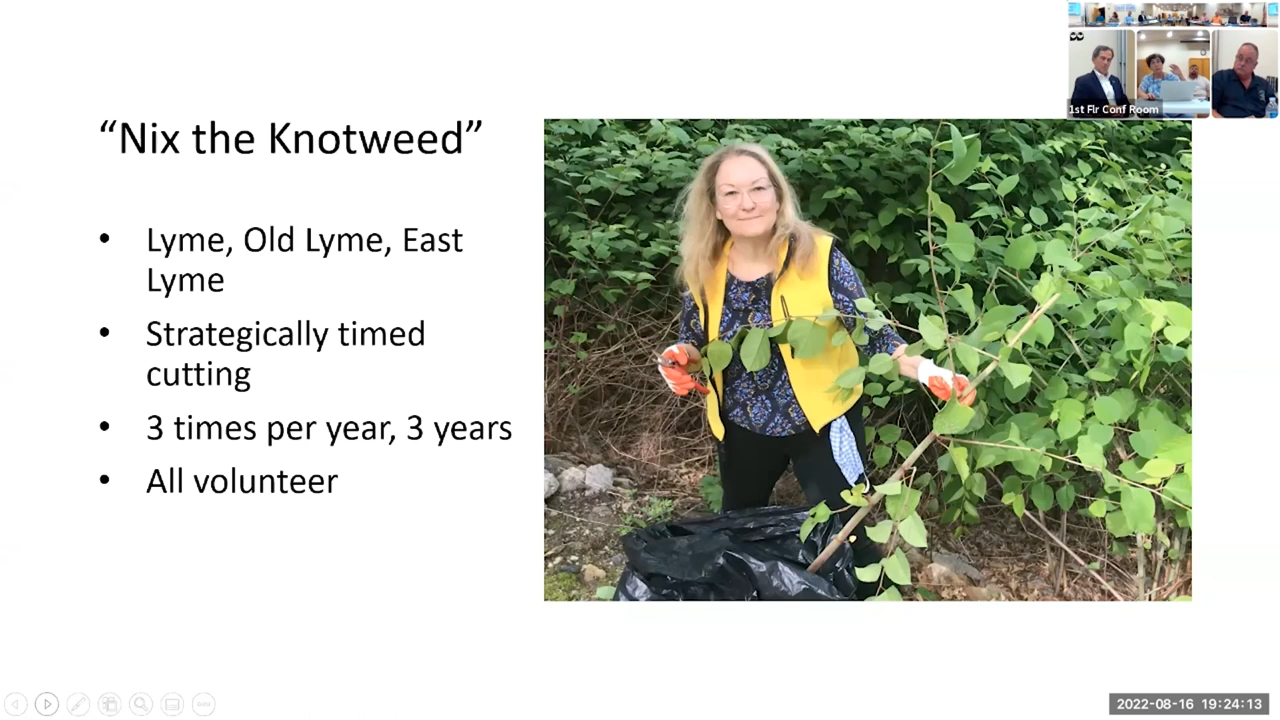 1st Flr Conf Room
“Nix the Knotweed”
• Lyme, Old Lyme, East
Lyme
• Strategically timed
cutting
• 3 times per year, 3 years
• All volunteer
2022-08-16 19:24:13